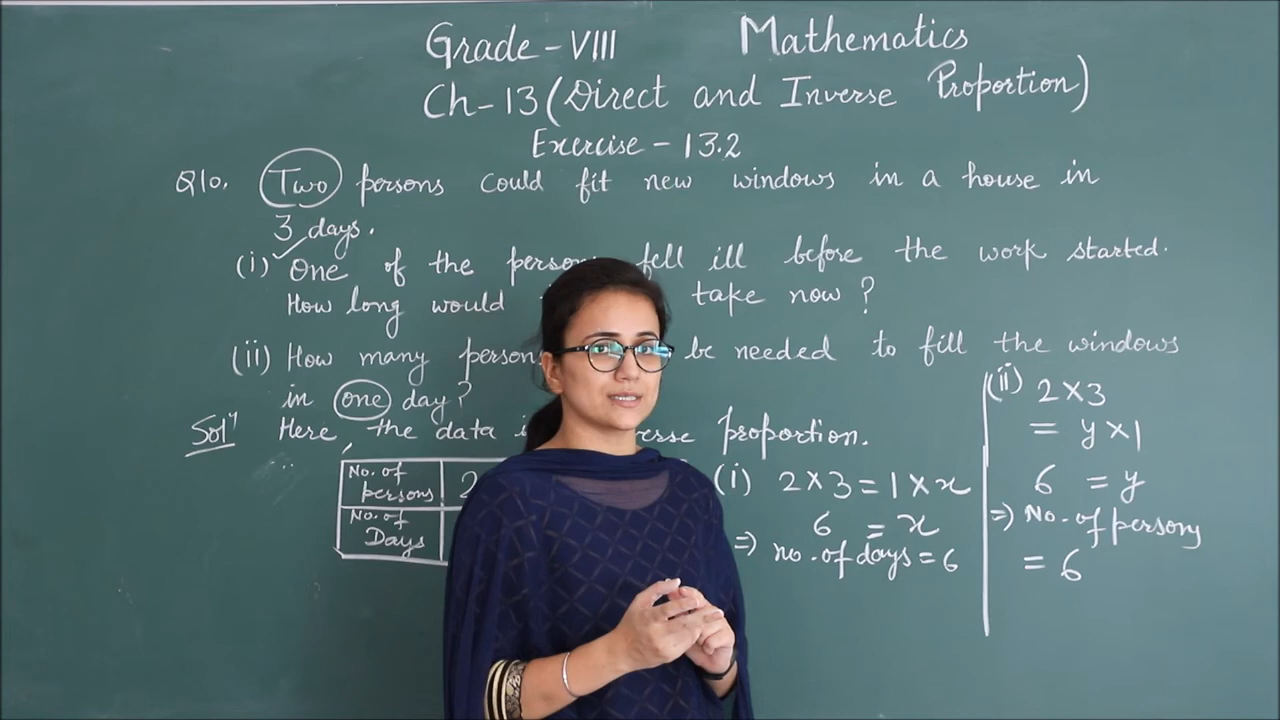 Grade-VIII Mathematics
Ch-13 (Direct and Inverse Proportion)
Exercise - 13.2
Q10. Two persons could fit new windows in a house in
3 days.
(i) One of the person fell ill before the work started.
How long would take now?
(ii) How many person be needed to fill the windows
in one day?
Solⁿ Here, the data proportion.
No. of persons 2
No. of Days
(i) 2×3 = 1×x
6 = x
⇒ no. of days = 6
(ii) 2×3
= y×1
6 = y
⇒ No. of persons
= 6